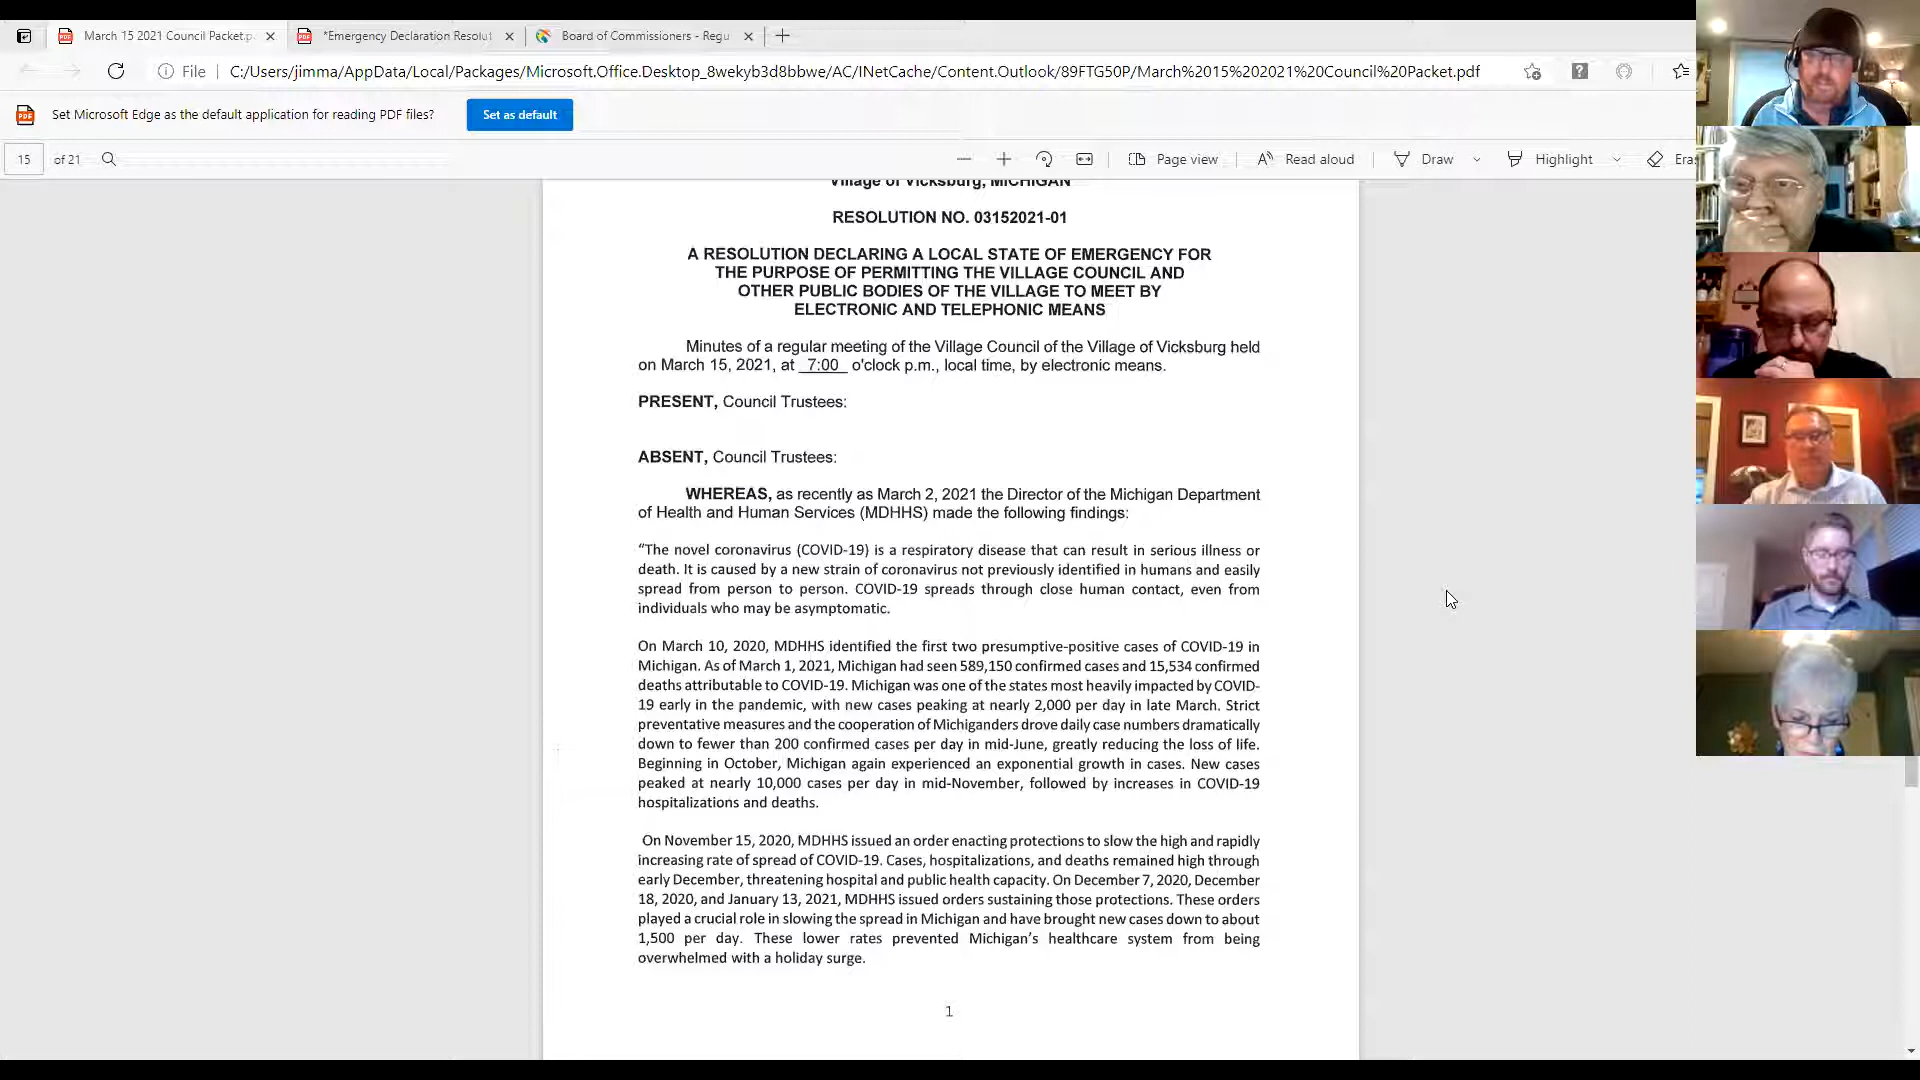 March 15 2021 Council Packet.p
*Emergency Declaration Resolut
Board of Commissioners - Regu
File
C:/Users/jimma/AppData/Local/Packages/Microsoft.Office.Desktop_8wekyb3d8bbwe/AC/INetCache/Content.Outlook/89FTG50P/March%2015%202021%20Council%20Packet.pdf
Set Microsoft Edge as the default application for reading PDF files?
Set as default
15 of 21
Page view
Read aloud
Draw
Highlight
Eras
Village of Vicksburg, MICHIGAN
RESOLUTION NO. 03152021-01
A RESOLUTION DECLARING A LOCAL STATE OF EMERGENCY FOR
THE PURPOSE OF PERMITTING THE VILLAGE COUNCIL AND
OTHER PUBLIC BODIES OF THE VILLAGE TO MEET BY
ELECTRONIC AND TELEPHONIC MEANS
Minutes of a regular meeting of the Village Council of the Village of Vicksburg held
on March 15, 2021, at 7:00 o'clock p.m., local time, by electronic means.
PRESENT, Council Trustees:
ABSENT, Council Trustees:
WHEREAS, as recently as March 2, 2021 the Director of the Michigan Department
of Health and Human Services (MDHHS) made the following findings:
“The novel coronavirus (COVID-19) is a respiratory disease that can result in serious illness or
death. It is caused by a new strain of coronavirus not previously identified in humans and easily
spread from person to person. COVID-19 spreads through close human contact, even from
individuals who may be asymptomatic.
On March 10, 2020, MDHHS identified the first two presumptive-positive cases of COVID-19 in
Michigan. As of March 1, 2021, Michigan had seen 589,150 confirmed cases and 15,534 confirmed
deaths attributable to COVID-19. Michigan was one of the states most heavily impacted by COVID-
19 early in the pandemic, with new cases peaking at nearly 2,000 per day in late March. Strict
preventative measures and the cooperation of Michiganders drove daily case numbers dramatically
down to fewer than 200 confirmed cases per day in mid-June, greatly reducing the loss of life.
Beginning in October, Michigan again experienced an exponential growth in cases. New cases
peaked at nearly 10,000 cases per day in mid-November, followed by increases in COVID-19
hospitalizations and deaths.
On November 15, 2020, MDHHS issued an order enacting protections to slow the high and rapidly
increasing rate of spread of COVID-19. Cases, hospitalizations, and deaths remained high through
early December, threatening hospital and public health capacity. On December 7, 2020, December
18, 2020, and January 13, 2021, MDHHS issued orders sustaining those protections. These orders
played a crucial role in slowing the spread in Michigan and have brought new cases down to about
1,500 per day. These lower rates prevented Michigan’s healthcare system from being
overwhelmed with a holiday surge.
1